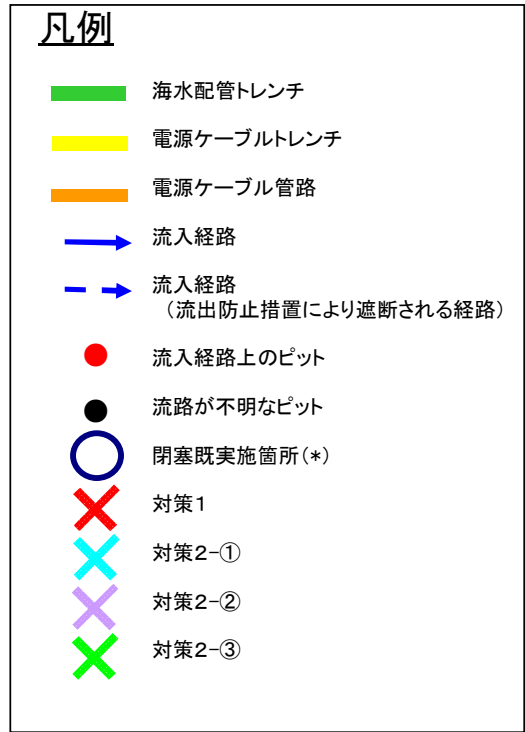 凡例
海水配管トレンチ
電源ケーブルトレンチ
電源ケーブル管路
流入経路
流入経路
(流出防止措置により遮断される経路)
流入経路上のピット
流路が不明なピット
閉塞既実施箇所(*)
対策1
対策2-①
対策2-②
対策2-③